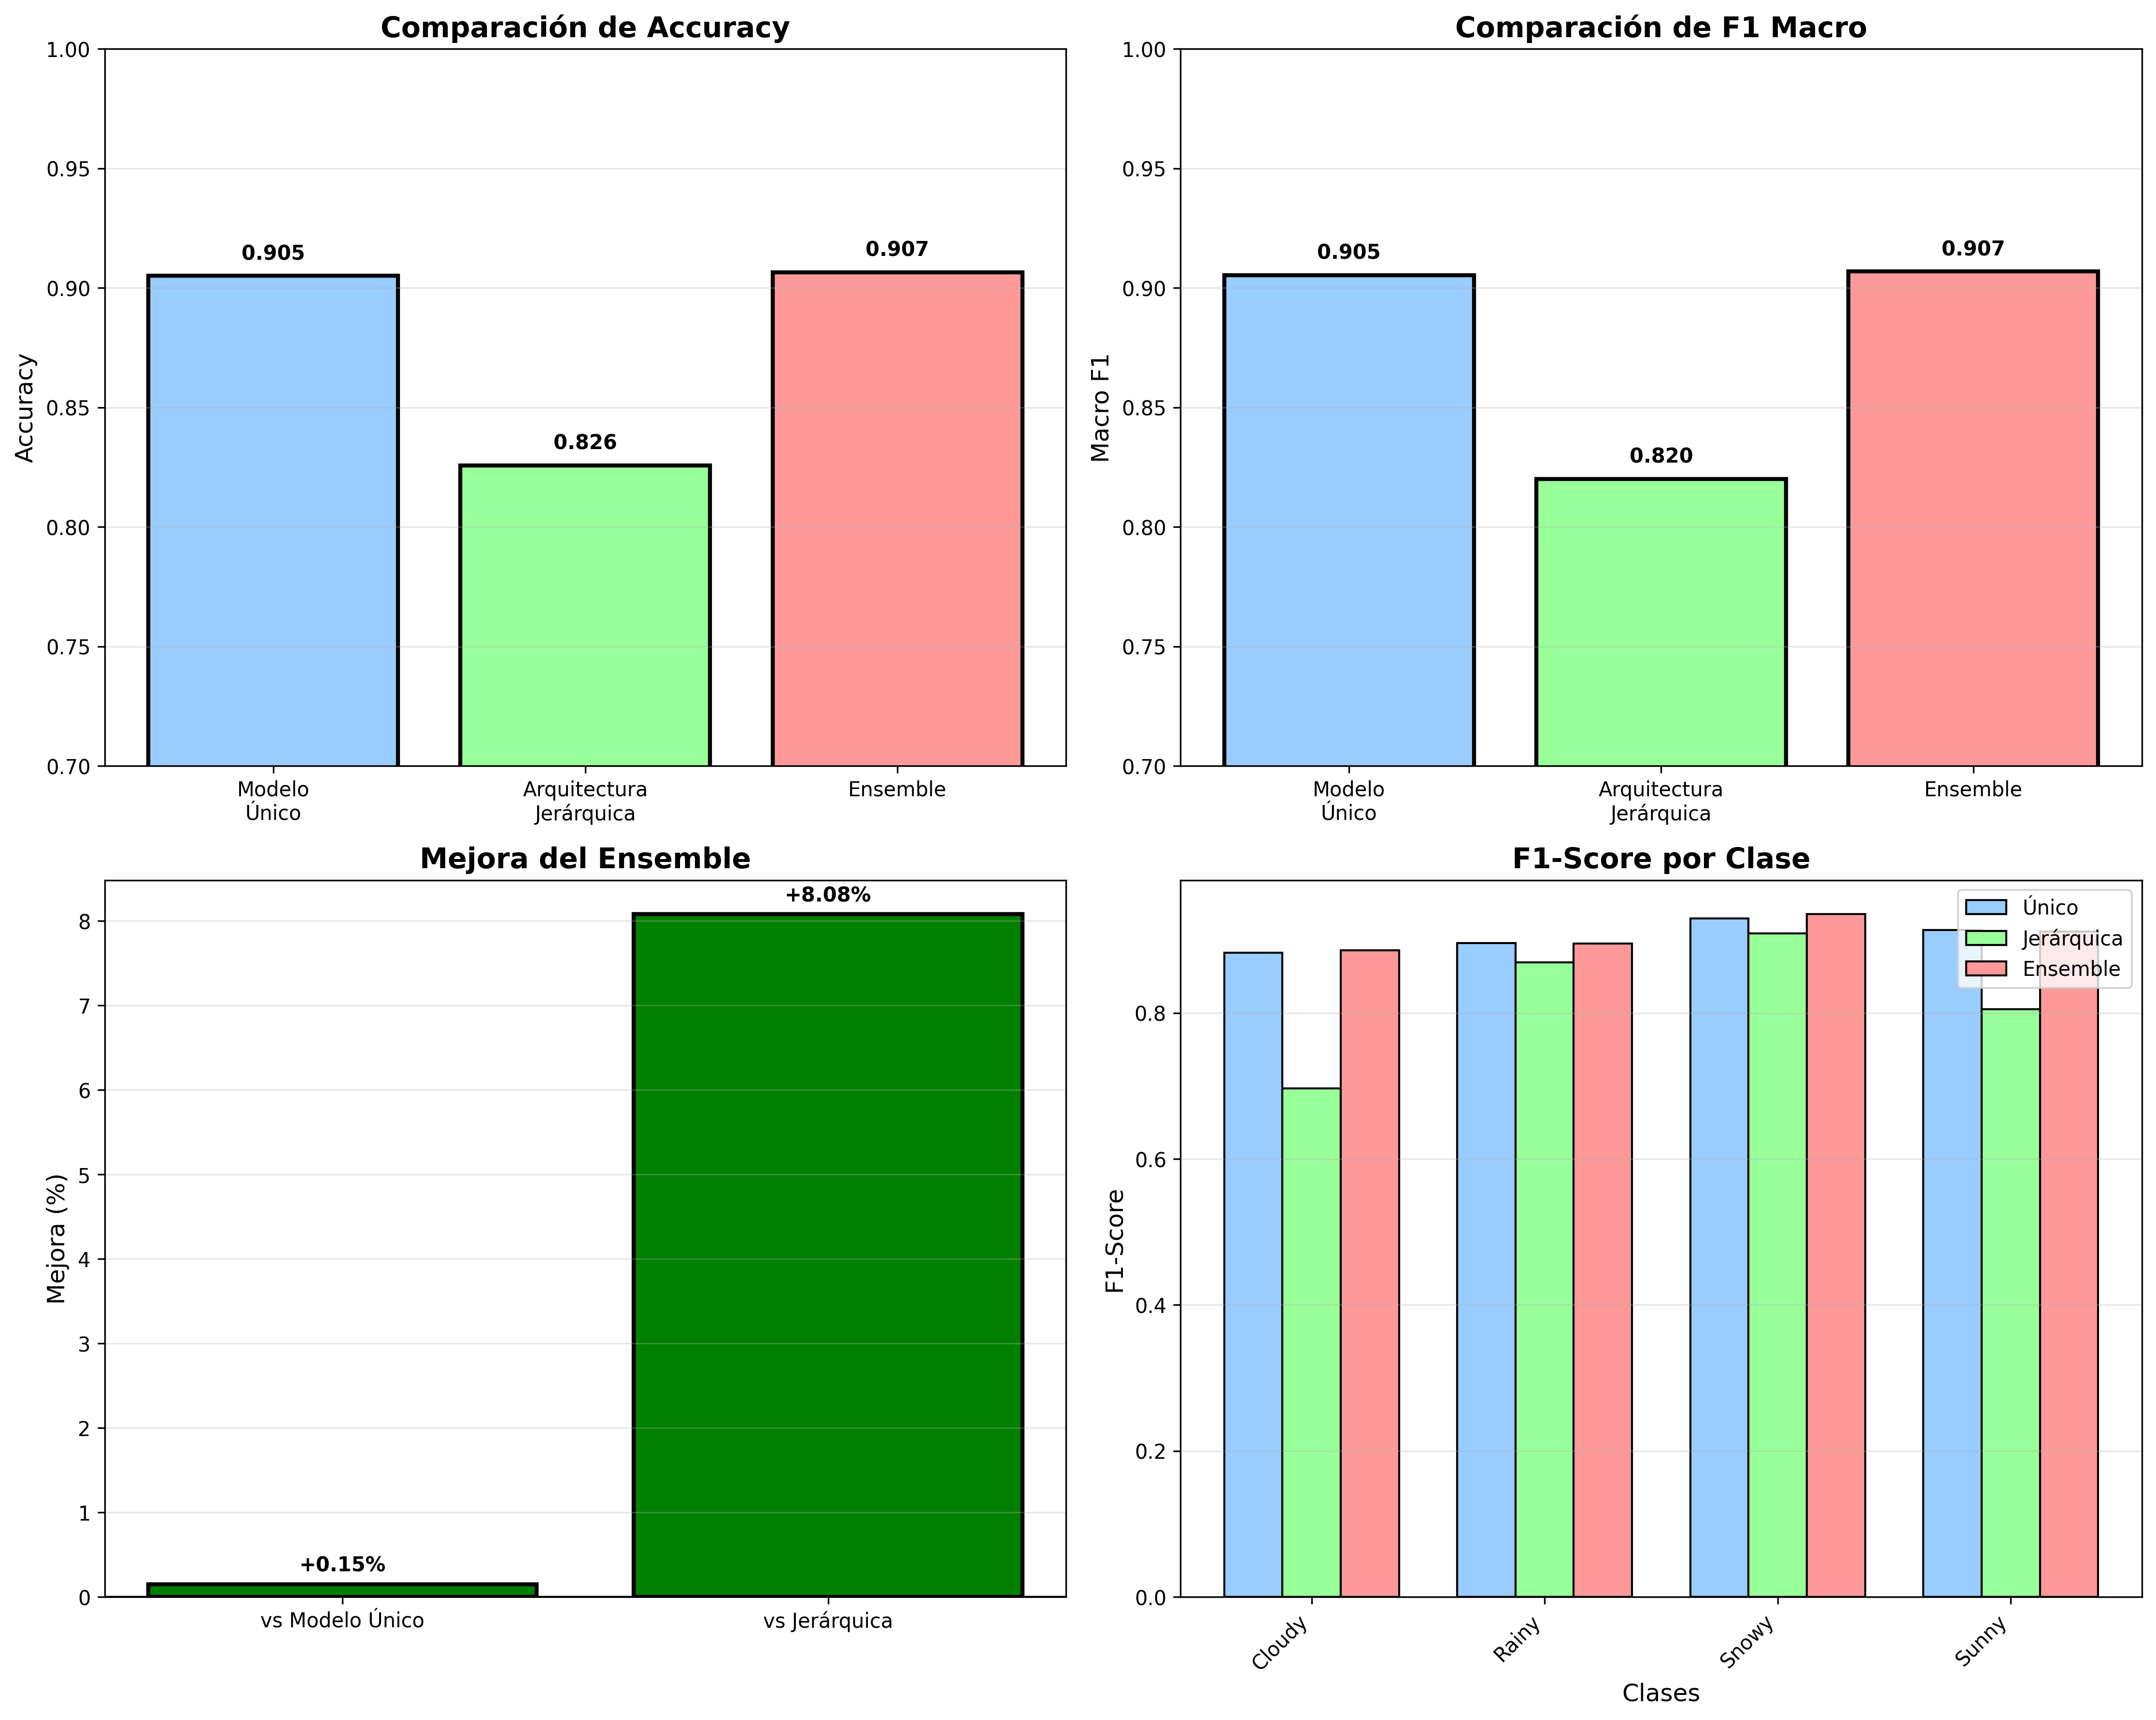 Comparación de Accuracy
1.00
0.95
0.90
0.85
0.80
0.75
0.70
Accuracy
0.905
0.826
0.907
Modelo
Único
Arquitectura
Jerárquica
Ensemble
Comparación de F1 Macro
1.00
0.95
0.90
0.85
0.80
0.75
0.70
Macro F1
0.905
0.820
0.907
Modelo
Único
Arquitectura
Jerárquica
Ensemble
Mejora del Ensemble
8
7
6
5
4
3
2
1
0
Mejora (%)
+0.15%
+8.08%
vs Modelo Único
vs Jerárquica
F1-Score por Clase
0.8
0.6
0.4
0.2
0.0
F1-Score
Único
Jerárquica
Ensemble
Cloudy
Rainy
Snowy
Sunny
Clases